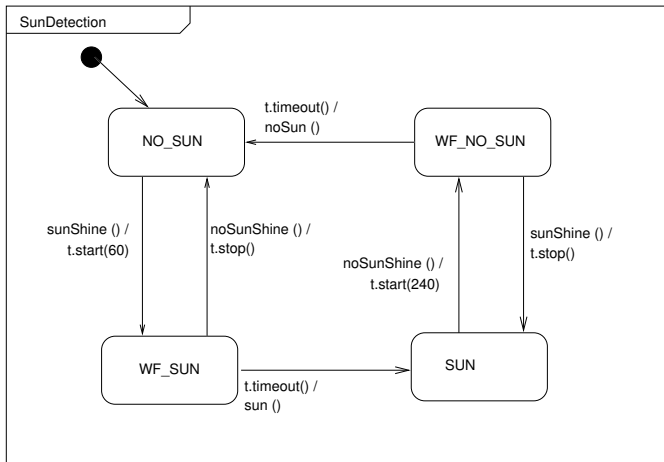 SunDetection
t.timeout() /
noSun ()
NO_SUN
WF_NO_SUN
sunShine () /
t.start(60)
noSunShine () /
t.stop()
noSunShine () /
t.start(240)
sunShine () /
t.stop()
WF_SUN
SUN
t.timeout() /
sun ()